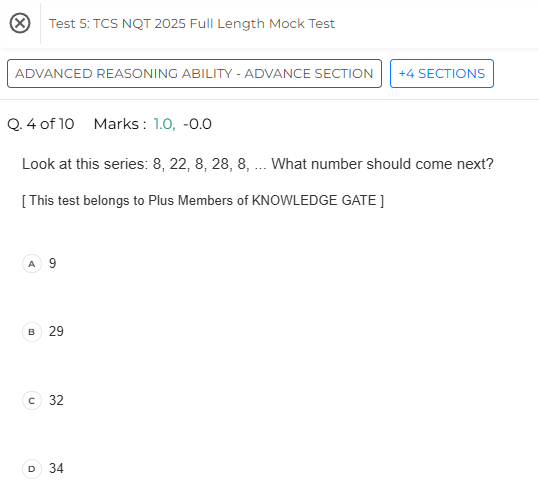 Test 5: TCS NQT 2025 Full Length Mock Test
ADVANCED REASONING ABILITY - ADVANCE SECTION
+4 SECTIONS
Q. 4 of 10 Marks : 1.0, -0.0
Look at this series: 8, 22, 8, 28, 8, ... What number should come next?
[ This test belongs to Plus Members of KNOWLEDGE GATE ]
A 9
B 29
C 32
D 34